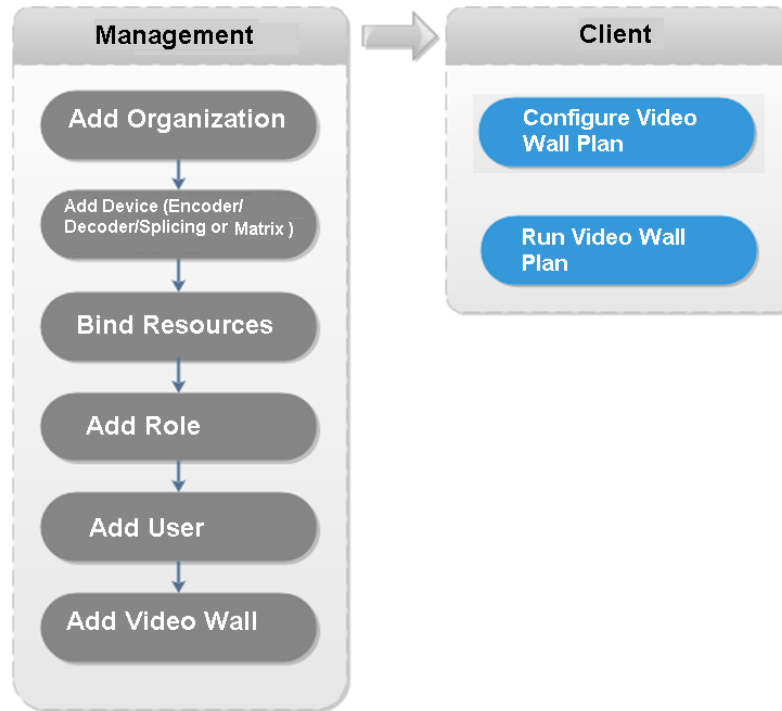 Management
Add Organization
Add Device (Encoder/
Decoder/Splicing or Matrix )
Bind Resources
Add Role
Add User
Add Video Wall
Client
Configure Video
Wall Plan
Run Video Wall
Plan